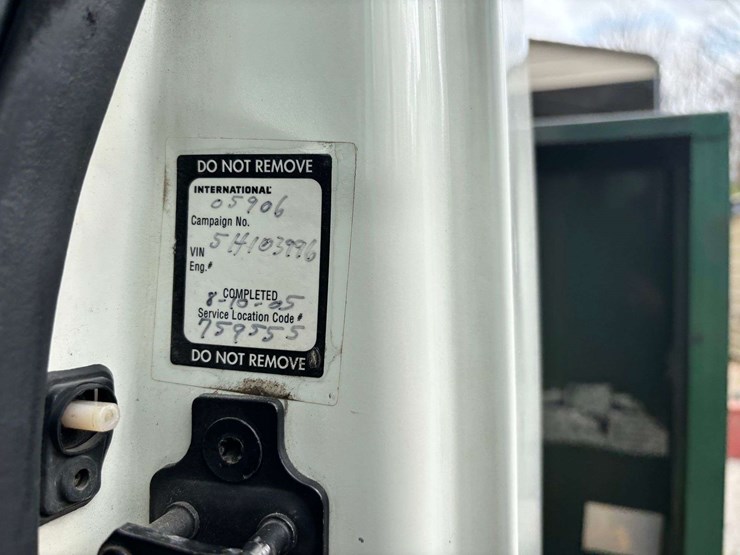 DO NOT REMOVE
INTERNATIONAL
05906
Campaign No.
VIN 5H103996
Eng.#
COMPLETED
8-10-05
Service Location Code #
759555
DO NOT REMOVE